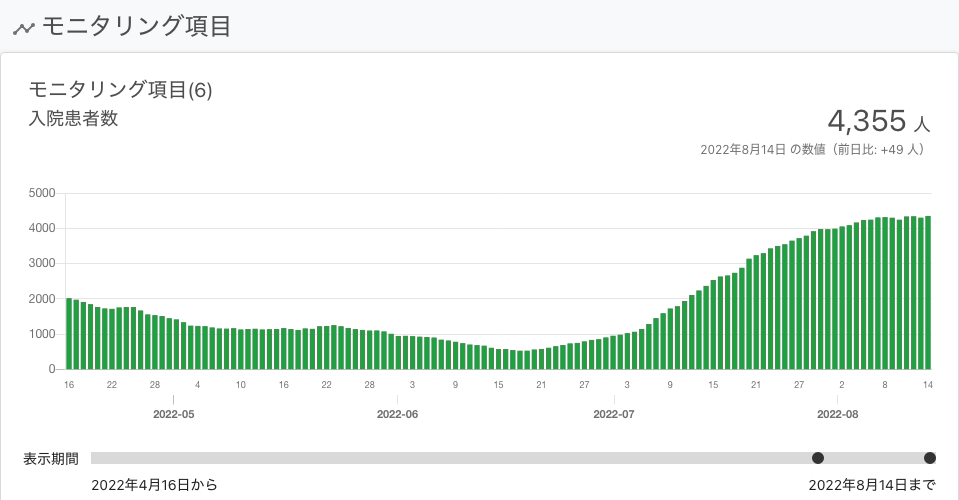 モニタリング項目
モニタリング項目(6)
入院患者数
4,355 人
2022年8月14日 の数値（前日比: +49 人）
5000
4000
3000
2000
1000
0
16 22 28 4 10 16 22 28 3 9 15 21 27 3 9 15 21 27 2 8 14
2022-05 2022-06 2022-07 2022-08
表示期間
2022年4月16日から 2022年8月14日まで